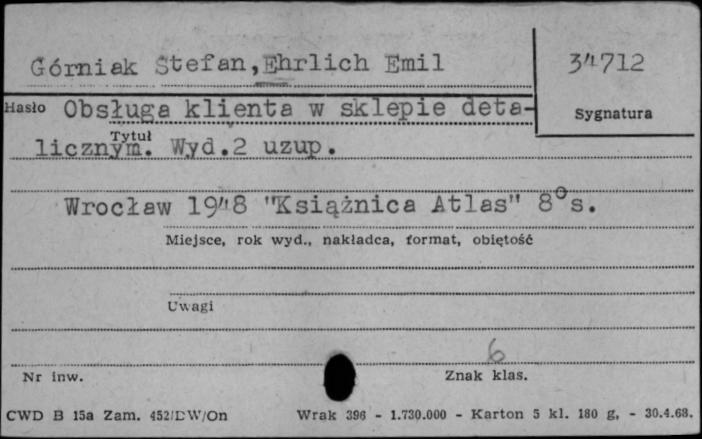 Górniak Stefan, Ehrlich Emil
34712
Hasło Obsługa klienta w sklepie deta-
Sygnatura
Tytuł
licznym. Wyd.2 uzup.
Wrocław 1948 "Książnica Atlas" 8° s.
Miejsce, rok wyd., nakładca, format, objętość
Uwagi
6
Nr inw.
Znak klas.
CWD B 15a Zam. 452/DW/On Wrak 396 - 1.730.000 - Karton 5 kl. 180 g, - 30.4.68.